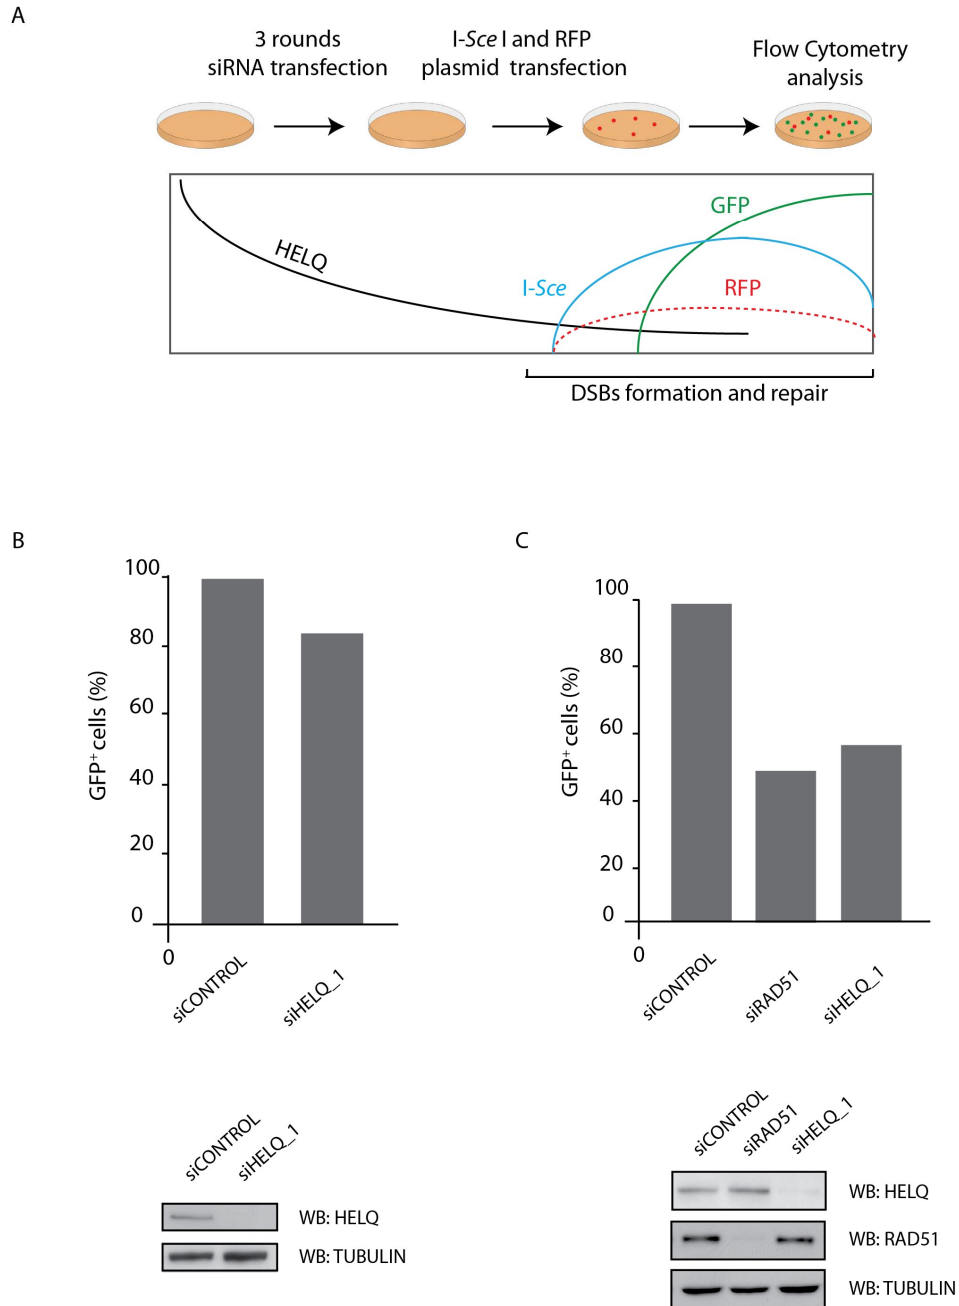 A
3 rounds
siRNA transfection
I-Sce I and RFP
plasmid transfection
Flow Cytometry
analysis
HELQ
GFP
I-Sce
RFP
DSBs formation and repair
B
100
80
60
40
20
0
0
GFP+ cells (%)
siCONTROL
siHELQ_1
siCONTROL
siHELQ_1
WB: HELQ
WB: TUBULIN
C
100
80
60
40
20
0
0
GFP+ cells (%)
siCONTROL
siRAD51
siHELQ_1
siCONTROL
siRAD51
siHELQ_1
WB: HELQ
WB: RAD51
WB: TUBULIN